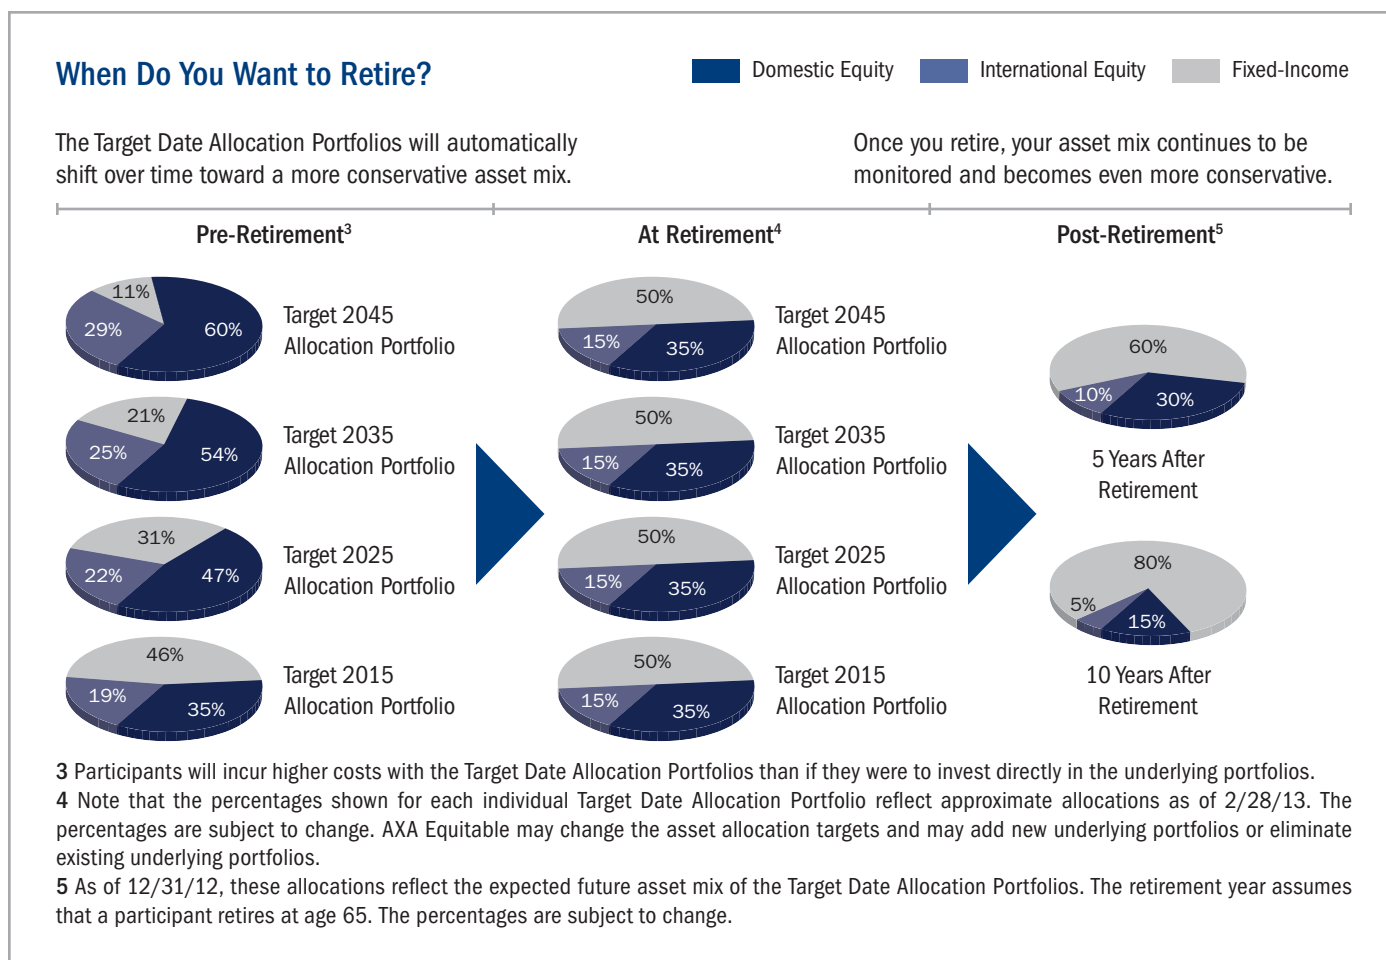 When Do You Want to Retire?
Domestic Equity
International Equity
Fixed-Income
The Target Date Allocation Portfolios will automatically
shift over time toward a more conservative asset mix.
Once you retire, your asset mix continues to be
monitored and becomes even more conservative.
Pre-Retirement3
At Retirement4
Post-Retirement5
11%
29%
60%
Target 2045
Allocation Portfolio
21%
25%
54%
Target 2035
Allocation Portfolio
31%
22%
47%
Target 2025
Allocation Portfolio
46%
19%
35%
Target 2015
Allocation Portfolio
50%
15%
35%
Target 2045
Allocation Portfolio
50%
15%
35%
Target 2035
Allocation Portfolio
50%
15%
35%
Target 2025
Allocation Portfolio
50%
15%
35%
Target 2015
Allocation Portfolio
60%
10%
30%
5 Years After
Retirement
80%
5%
15%
10 Years After
Retirement
3 Participants will incur higher costs with the Target Date Allocation Portfolios than if they were to invest directly in the underlying portfolios.
4 Note that the percentages shown for each individual Target Date Allocation Portfolio reflect approximate allocations as of 2/28/13. The
percentages are subject to change. AXA Equitable may change the asset allocation targets and may add new underlying portfolios or eliminate
existing underlying portfolios.
5 As of 12/31/12, these allocations reflect the expected future asset mix of the Target Date Allocation Portfolios. The retirement year assumes
that a participant retires at age 65. The percentages are subject to change.